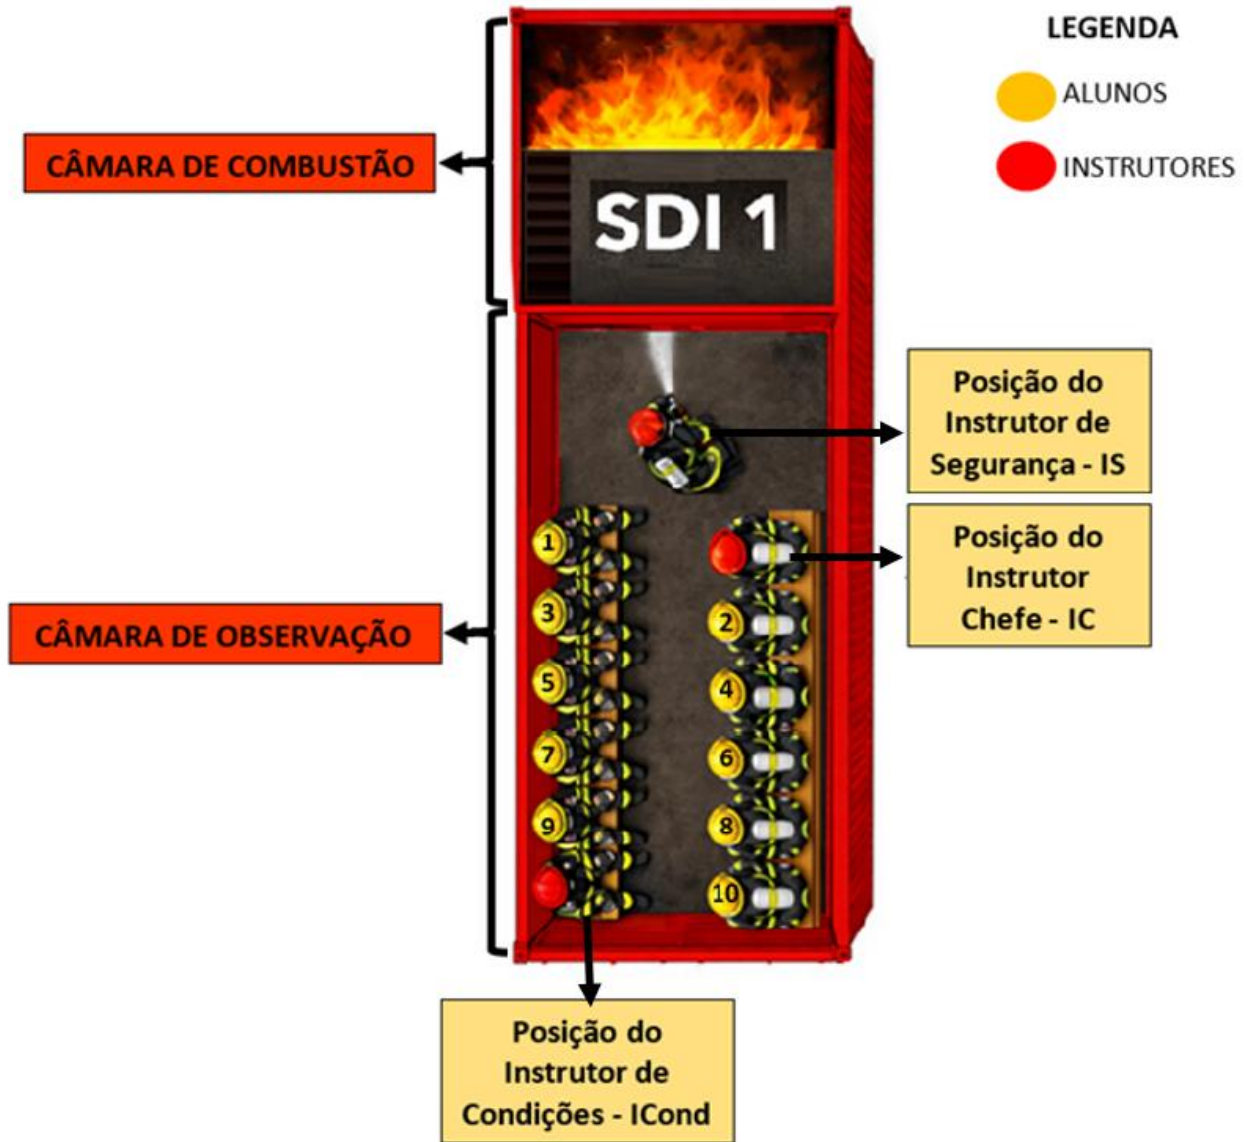 LEGENDA
ALUNOS
INSTRUTORES
CÂMARA DE COMBUSTÃO
SDI 1
Posição do
Instrutor de
Segurança - IS
Posição do
Instrutor
Chefe - IC
CÂMARA DE OBSERVAÇÃO
1
3
2
5
4
7
6
9
8
10
Posição do
Instrutor de
Condições - ICond